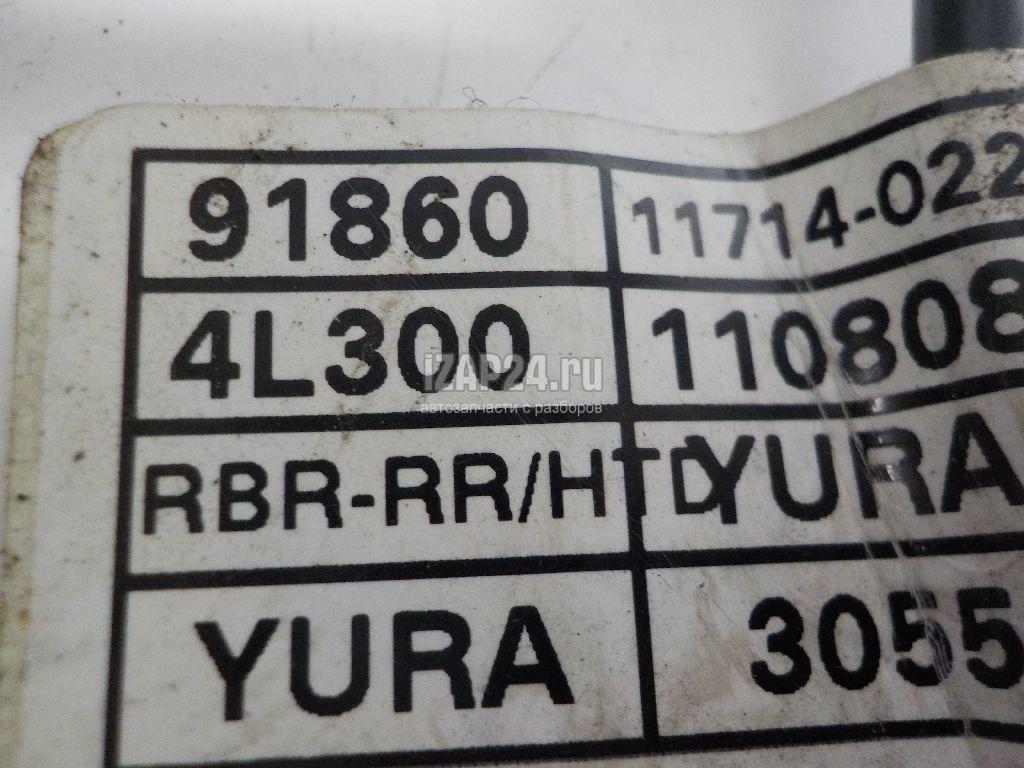 91860 11714-022
4L300 110808
RBR-RR/HTD YURA
YURA 3055
iZAP24.ru
автозапчасти с разборов